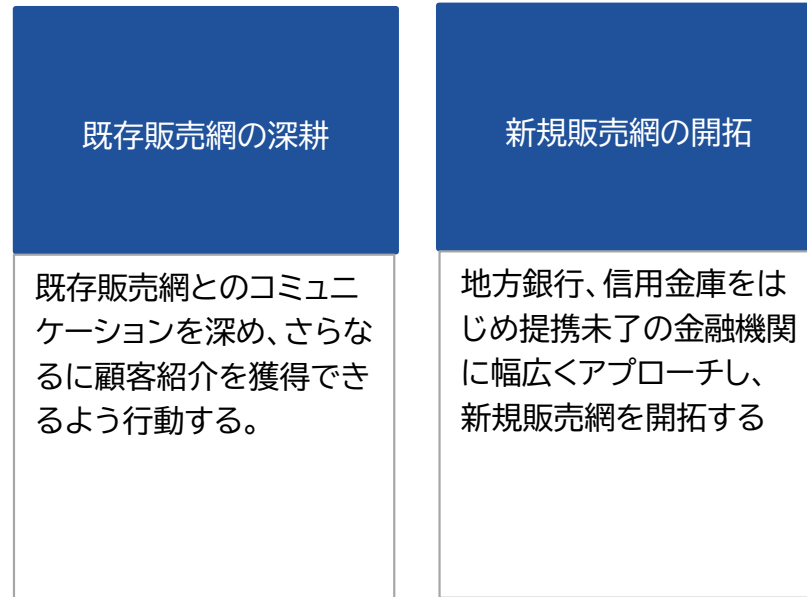 既存販売網の深耕
既存販売網とのコミュニ
ケーションを深め、さらな
るに顧客紹介を獲得でき
るよう行動する。
新規販売網の開拓
地方銀行、信用金庫をは
じめ提携未了の金融機関
に幅広くアプローチし、
新規販売網を開拓する